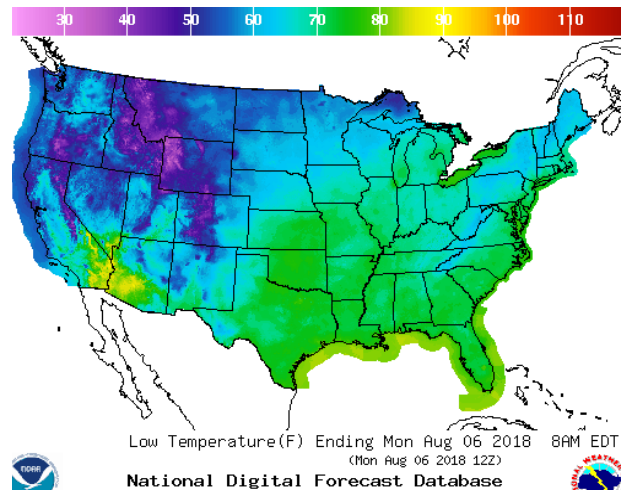 30 40 50 60 70 80 90 100 110
Low Temperature(F) Ending Mon Aug 06 2018 8AM EDT
(Mon Aug 06 2018 12Z)
National Digital Forecast Database
NOAA